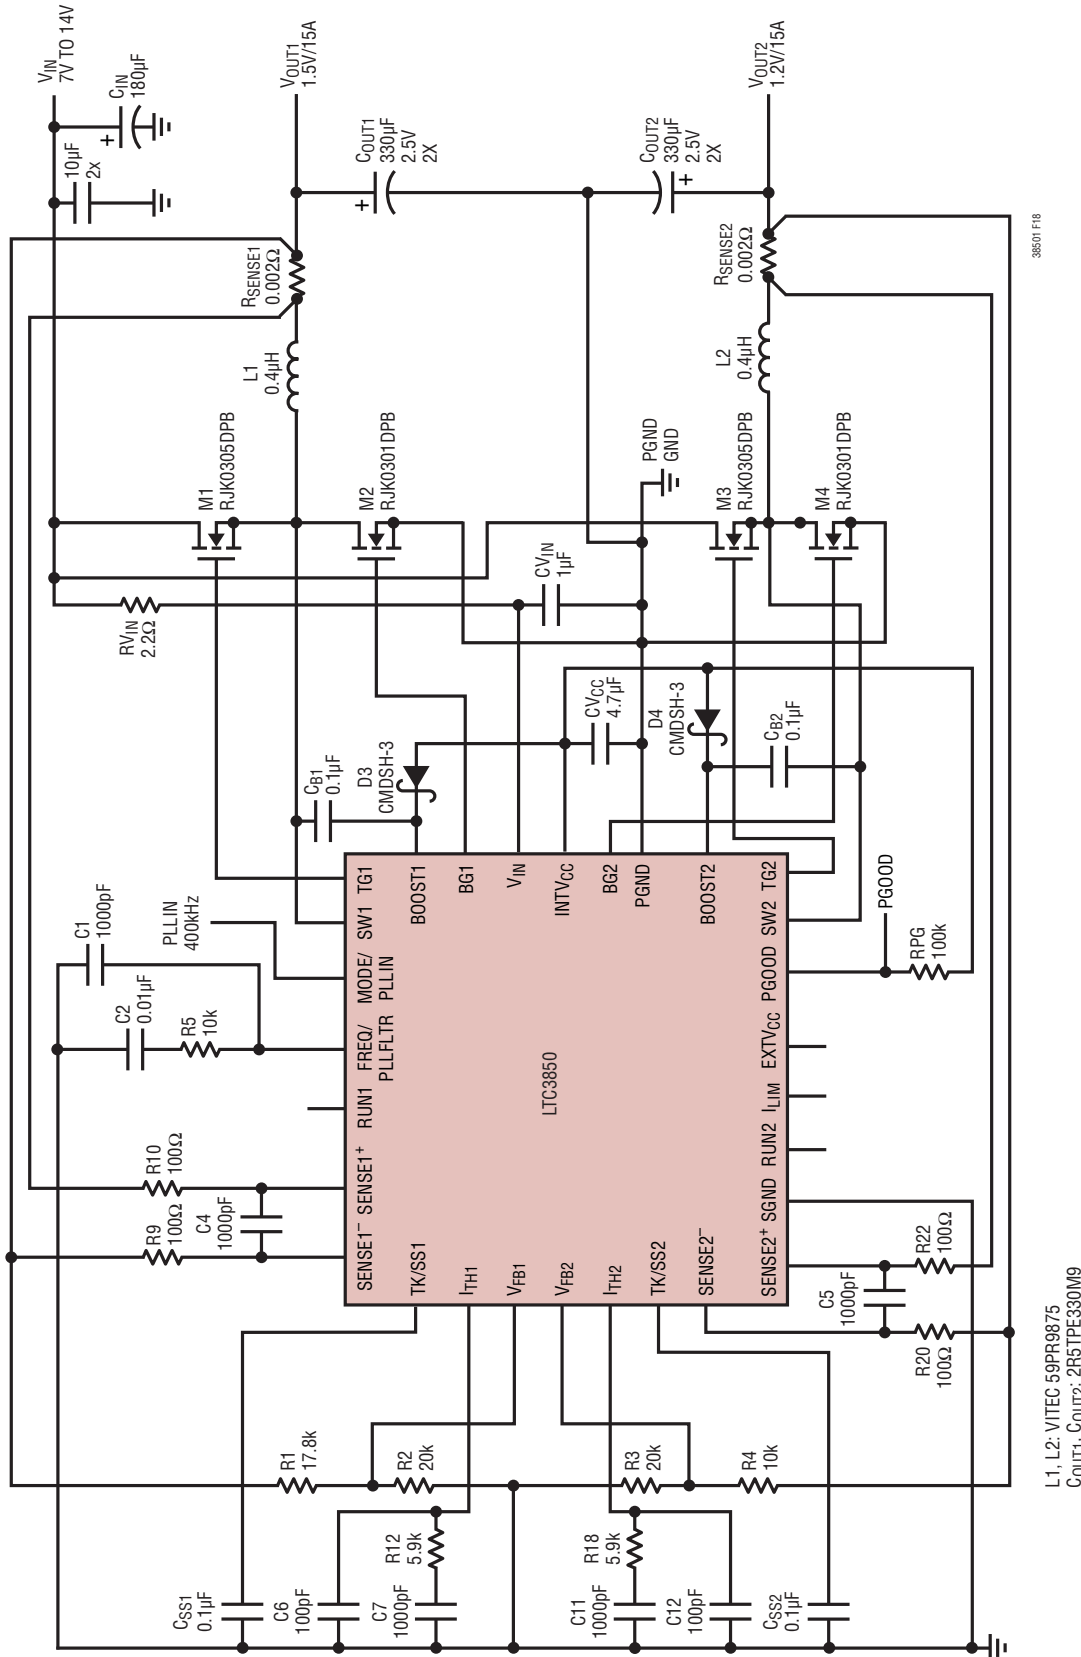 VIN
7V TO 14V
10µF
2x
CIN
180µF
+
RSENSE1
0.002Ω
VOUT1
1.5V/15A
COUT1
330µF
2.5V
2X
+
COUT2
330µF
2.5V
2X
+
VOUT2
1.2V/15A
RSENSE2
0.002Ω
L1
0.4µH
L2
0.4µH
M1
RJK0305DPB
M2
RJK0301DPB
PGND
GND
M3
RJK0305DPB
M4
RJK0301DPB
RVIN
2.2Ω
CVIN
1µF
CVCC
4.7µF
D4
CMDSH-3
CB2
0.1µF
CB1
0.1µF
D3
CMDSH-3
C1
1000pF
PLLIN
400kHz
C2
0.01µF
R5
10k
R10
100Ω
R9
100Ω
C4
1000pF
TG1
SW1
MODE/
PLLIN
FREQ/
PLLFLTR
RUN1
SENSE1+
SENSE1–
BOOST1
BG1
VIN
INTVCC
BG2
PGND
BOOST2
LTC3850
TK/SS1
ITH1
VFB1
VFB2
ITH2
TK/SS2
SENSE2–
TG2
SW2
PGOOD
EXTVCC
ILIM
RUN2
SGND
SENSE2+
PGOOD
RPG
100k
C5
1000pF
R22
100Ω
R20
100Ω
R1
17.8k
R2
20k
R3
20k
R4
10k
R12
5.9k
R18
5.9k
CSS1
0.1µF
C6
100pF
C7
1000pF
C11
1000pF
C12
100pF
CSS2
0.1µF
38501 F18
L1, L2: VITEC 59PR9875
COUT1, COUT2: 2R5TPE330M9